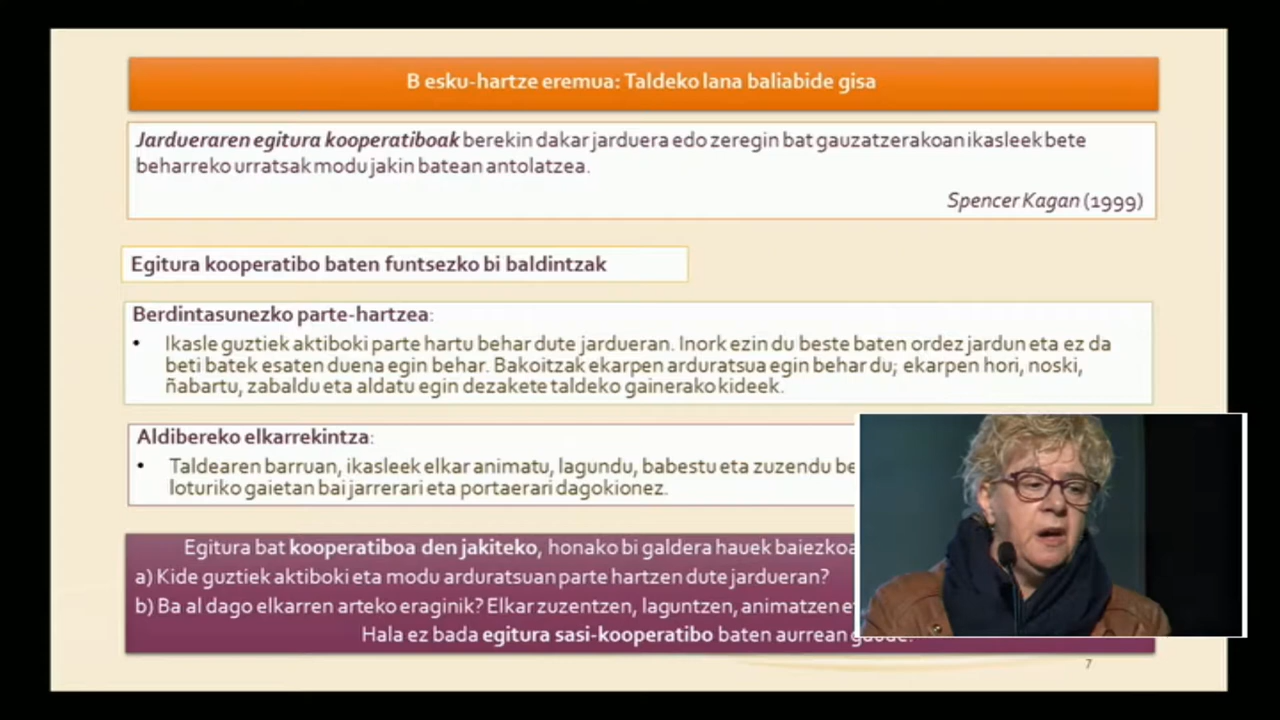 B esku-hartze eremua: Taldeko lana baliabide gisa
Jardueraren egitura kooperatiboak berekin dakar jarduera edo zeregin bat gauzatzerakoan ikasleek bete
beharreko urratsak modu jakin batean antolatzea.
Spencer Kagan (1999)
Egitura kooperatibo baten funtsezko bi baldintzak
Berdintasunezko parte-hartzea:
• Ikasle guztiek aktiboki parte hartu behar dute jardueran. Inork ezin du beste baten ordez jardun eta ez da
beti batek esaten duena egin behar. Bakoitzak ekarpen arduratsua egin behar du; ekarpen hori, noski,
ñabartu, zabaldu eta aldatu egin dezakete taldeko gainerako kideek.
Aldibereko elkarrekintza:
• Taldearen barruan, ikasleek elkar animatu, lagundu, babestu eta zuzendu
loturiko gaietan bai jarrerari eta portaerari dagokionez.
Egitura bat kooperatiboa den jakiteko, honako bi galdera hauek
a) Kide guztiek aktiboki eta modu arduratsuan parte hartzen dute jardueran?
b) Ba al dago elkarren arteko eraginik? Elkar zuzentzen, laguntzen, animatzen
Hala ez bada egitura sasi-kooperatibo baten aurrean
7